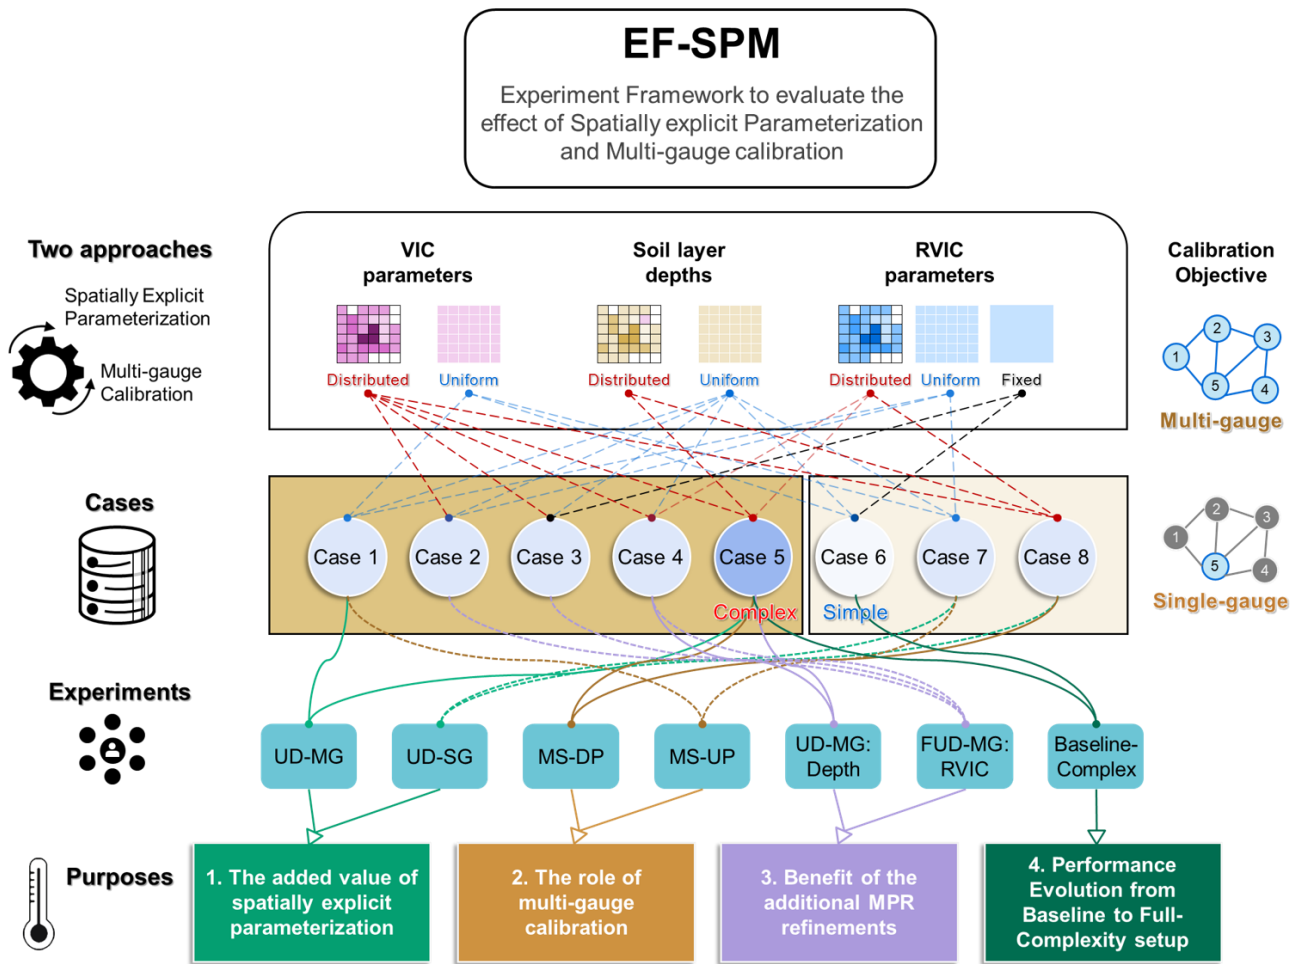 EF-SPM
Experiment Framework to evaluate the
effect of Spatially explicit Parameterization
and Multi-gauge calibration
Two approaches
Spatially Explicit
Parameterization
Multi-gauge
Calibration
VIC
parameters
Soil layer
depths
RVIC
parameters
Distributed
Uniform
Distributed
Uniform
Distributed
Uniform
Fixed
Calibration
Objective
1
2
3
4
5
Multi-gauge
Cases
Case 1
Case 2
Case 3
Case 4
Case 5
Case 6
Case 7
Case 8
Complex
Simple
1
2
3
4
5
Single-gauge
Experiments
UD-MG
UD-SG
MS-DP
MS-UP
UD-MG:
Depth
FUD-MG:
RVIC
Baseline-
Complex
Purposes
1. The added value of
spatially explicit
parameterization
2. The role of
multi-gauge
calibration
3. Benefit of the
additional MPR
refinements
4. Performance
Evolution from
Baseline to Full-
Complexity setup